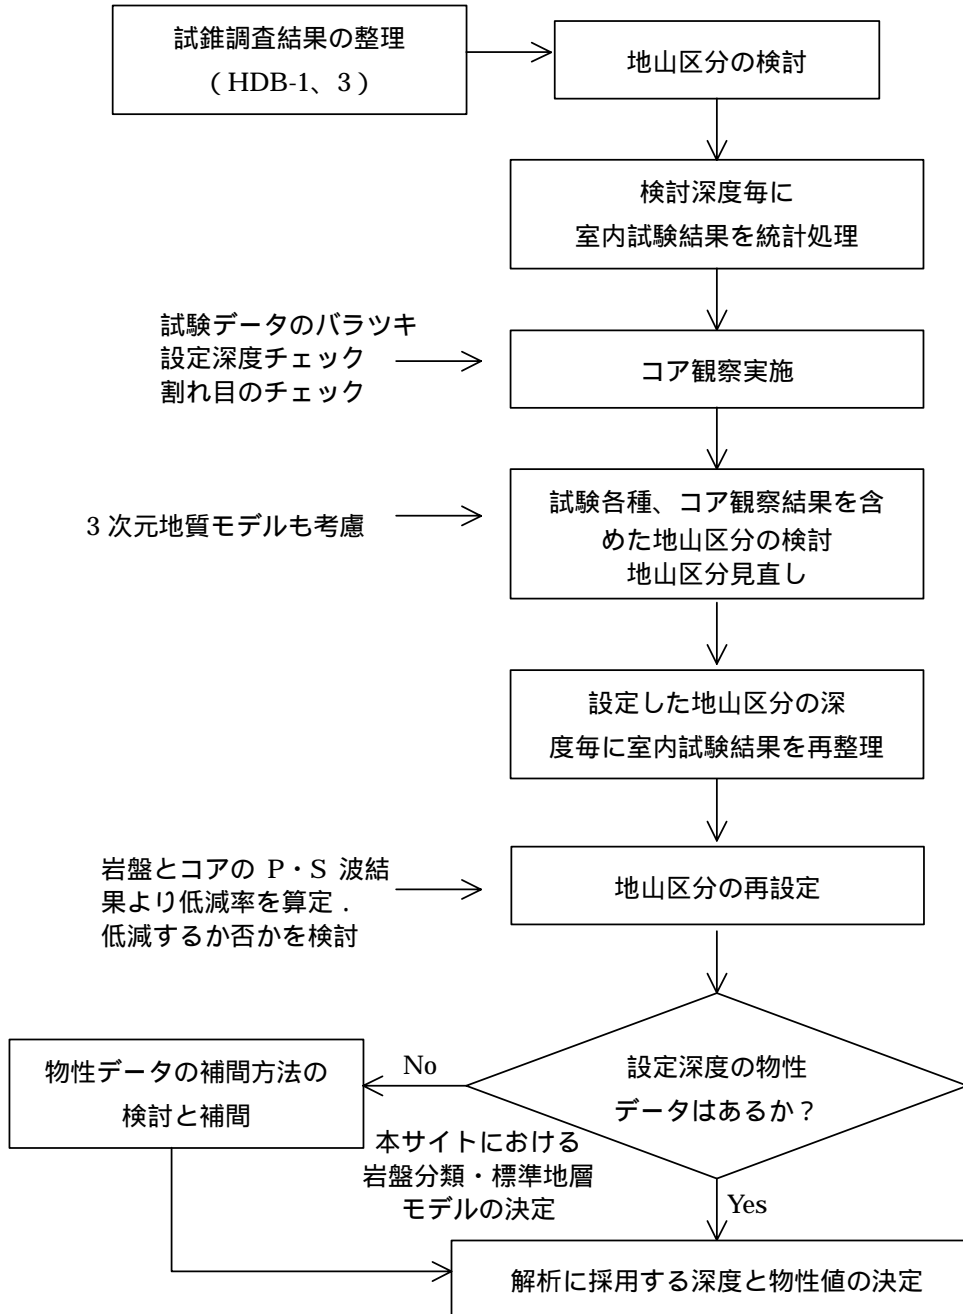 試錐調査結果の整理
（HDB-1、3）
地山区分の検討
検討深度毎に
室内試験結果を統計処理
試験データのバラツキ
設定深度チェック
割れ目のチェック
コア観察実施
3 次元地質モデルも考慮
試験各種、コア観察結果を含
めた地山区分の検討
地山区分見直し
設定した地山区分の深
度毎に室内試験結果を再整理
岩盤とコアの P・S 波結
果より低減率を算定．
低減するか否かを検討
地山区分の再設定
設定深度の物性
データはあるか？
No
物性データの補間方法の
検討と補間
本サイトにおける
岩盤分類・標準地層
モデルの決定
Yes
解析に採用する深度と物性値の決定